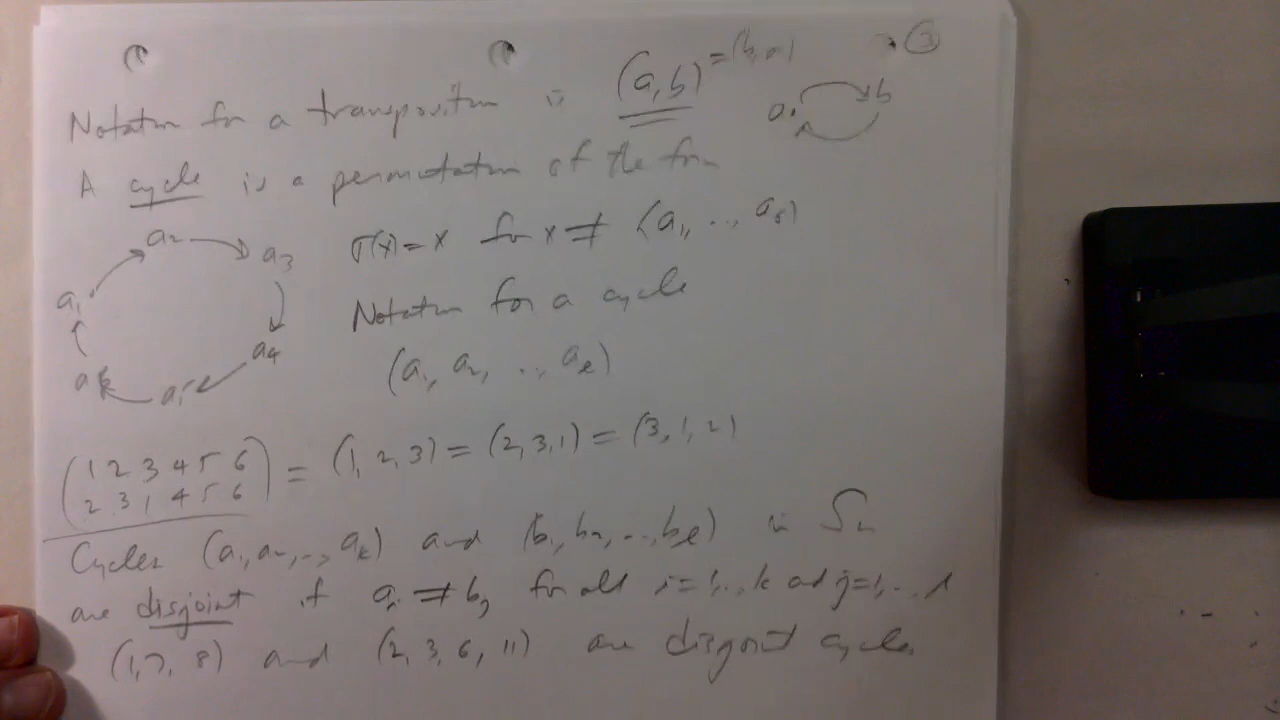 ③
Notation for a transposition is (a, b) = (b, a)
a b
A cycle is a permutation of the form
a₁ a₂ a₃ a₄ a₅ aₖ
σ(x) = x for x ≠ (a₁, .., aₖ)
Notation for a cycle
(a₁, a₂, .., aₑ)
(1 2 3 4 5 6
2 3 1 4 5 6) = (1, 2, 3) = (2, 3, 1) = (3, 1, 2)
Cycles (a₁, a₂, .., aₖ) and (b₁, b₂, .., bₗ) in Sₙ
are disjoint if aᵢ ≠ bⱼ for all i=1,..,k and j=1,..,l
(1, 7, 8) and (2, 3, 6, 11) are disjoint cycles